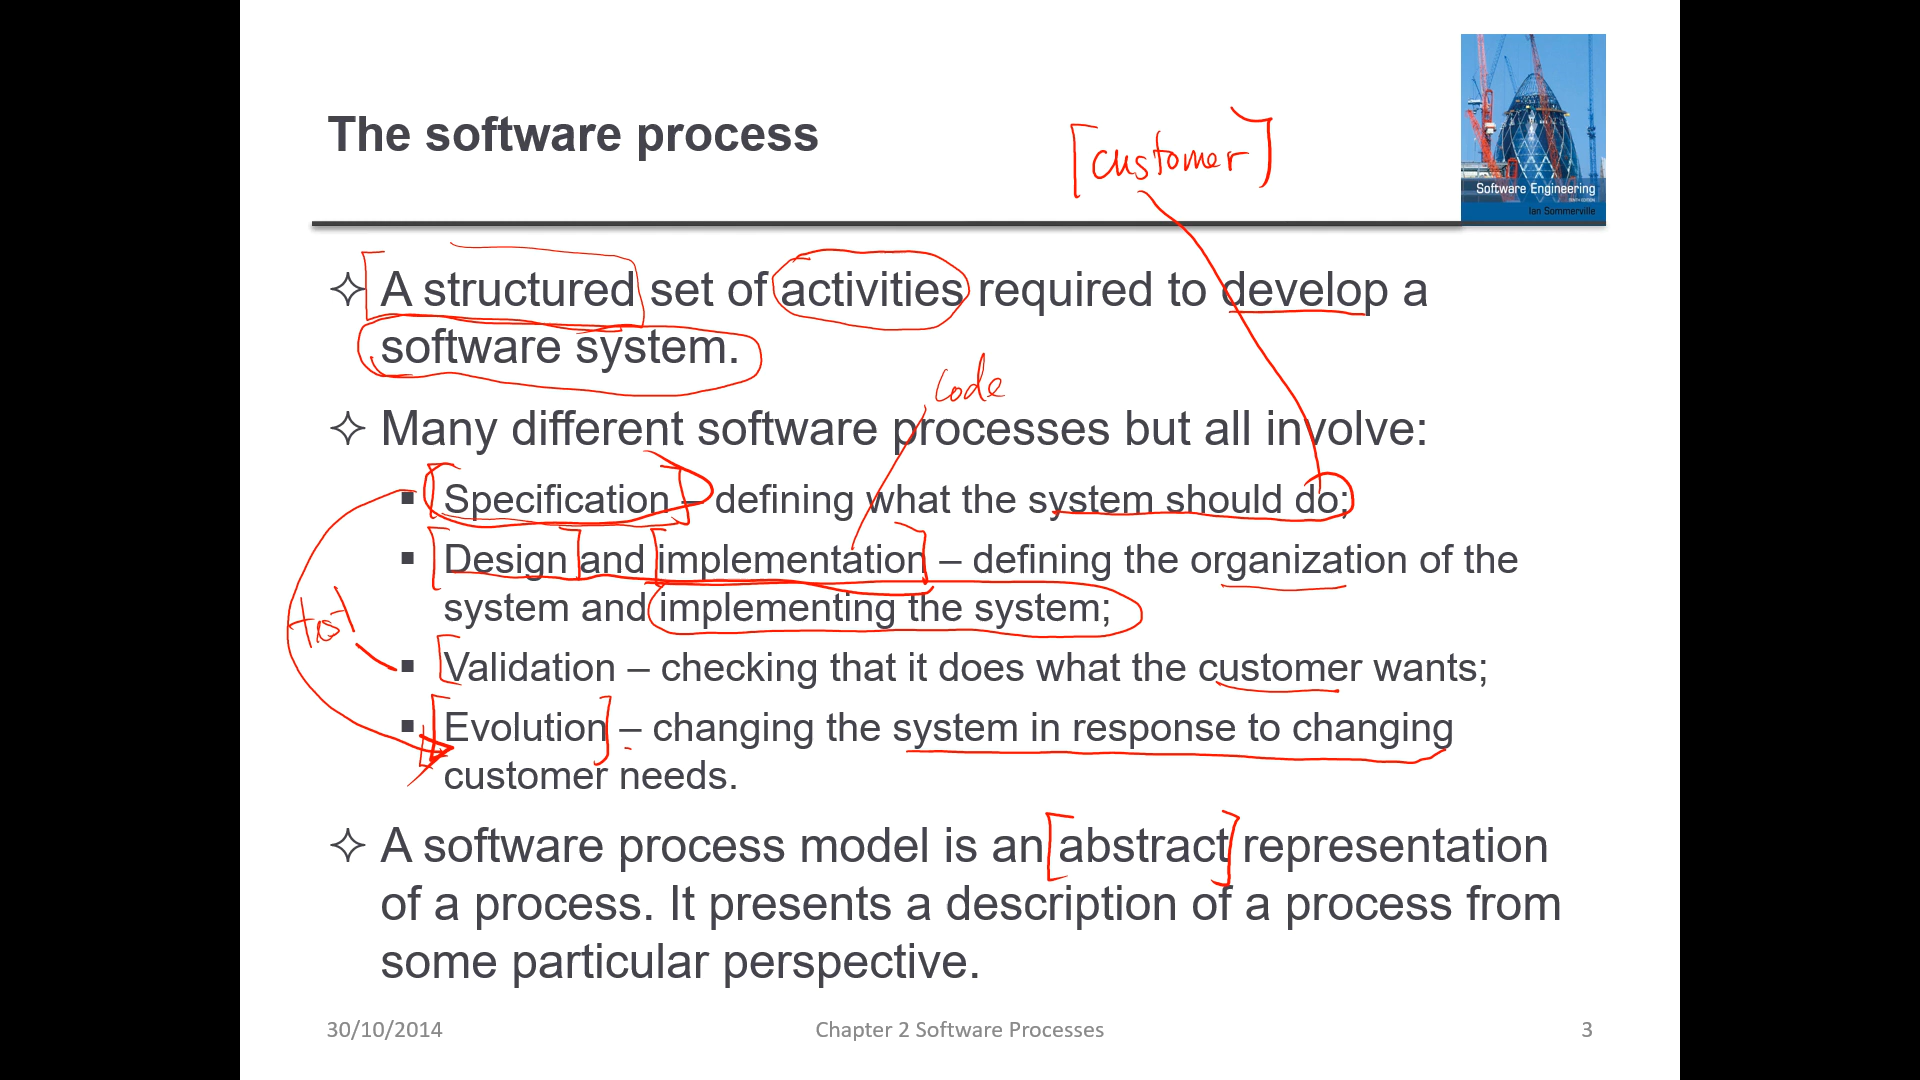 The software process
[customer]
Software Engineering
TENTH EDITION
Ian Sommerville
A structured set of activities required to develop a
software system.
code
Many different software processes but all involve:
Specification – defining what the system should do;
Design and implementation – defining the organization of the
system and implementing the system;
test
Validation – checking that it does what the customer wants;
Evolution – changing the system in response to changing
customer needs.
A software process model is an abstract representation
of a process. It presents a description of a process from
some particular perspective.
30/10/2014
Chapter 2 Software Processes
3